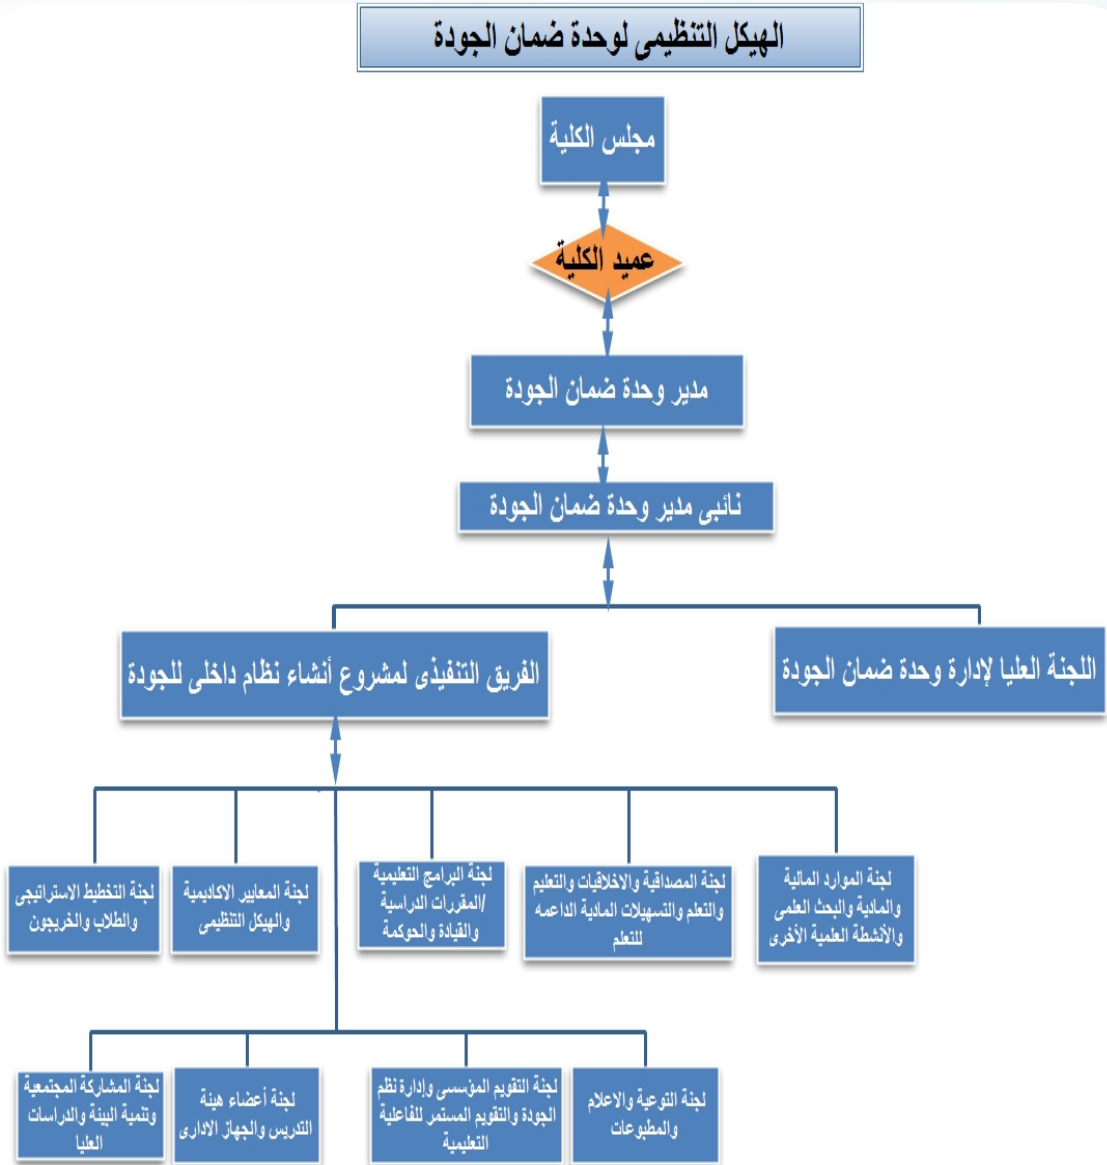 الهيكل التنظيمى لوحدة ضمان الجودة
مجلس الكلية
عميد الكلية
مدير وحدة ضمان الجودة
نائبى مدير وحدة ضمان الجودة
اللجنة العليا لإدارة وحدة ضمان الجودة
الفريق التنفيذى لمشروع أنشاء نظام داخلى للجودة
لجنة الموارد المالية
والمادية والبحث العلمى
والأنشطة العلمية الأخرى
لجنة المصداقية والاخلاقيات والتعليم
والتعلم والتسهيلات المادية الداعمه
للتعلم
لجنة البرامج التعليمية
/المقررات الدراسية
والقيادة والحوكمة
لجنة المعايير الاكاديمية
والهيكل التنظيمى
لجنة التخطيط الاستراتيجى
والطلاب والخريجون
لجنة التوعية والاعلام
والمطبوعات
لجنة التقويم المؤسسى وإدارة نظم
الجودة والتقويم المستمر للفاعلية
التعليمية
لجنة أعضاء هيئة
التدريس والجهاز الادارى
لجنة المشاركة المجتمعية
وتنمية البيئة والدراسات
العليا